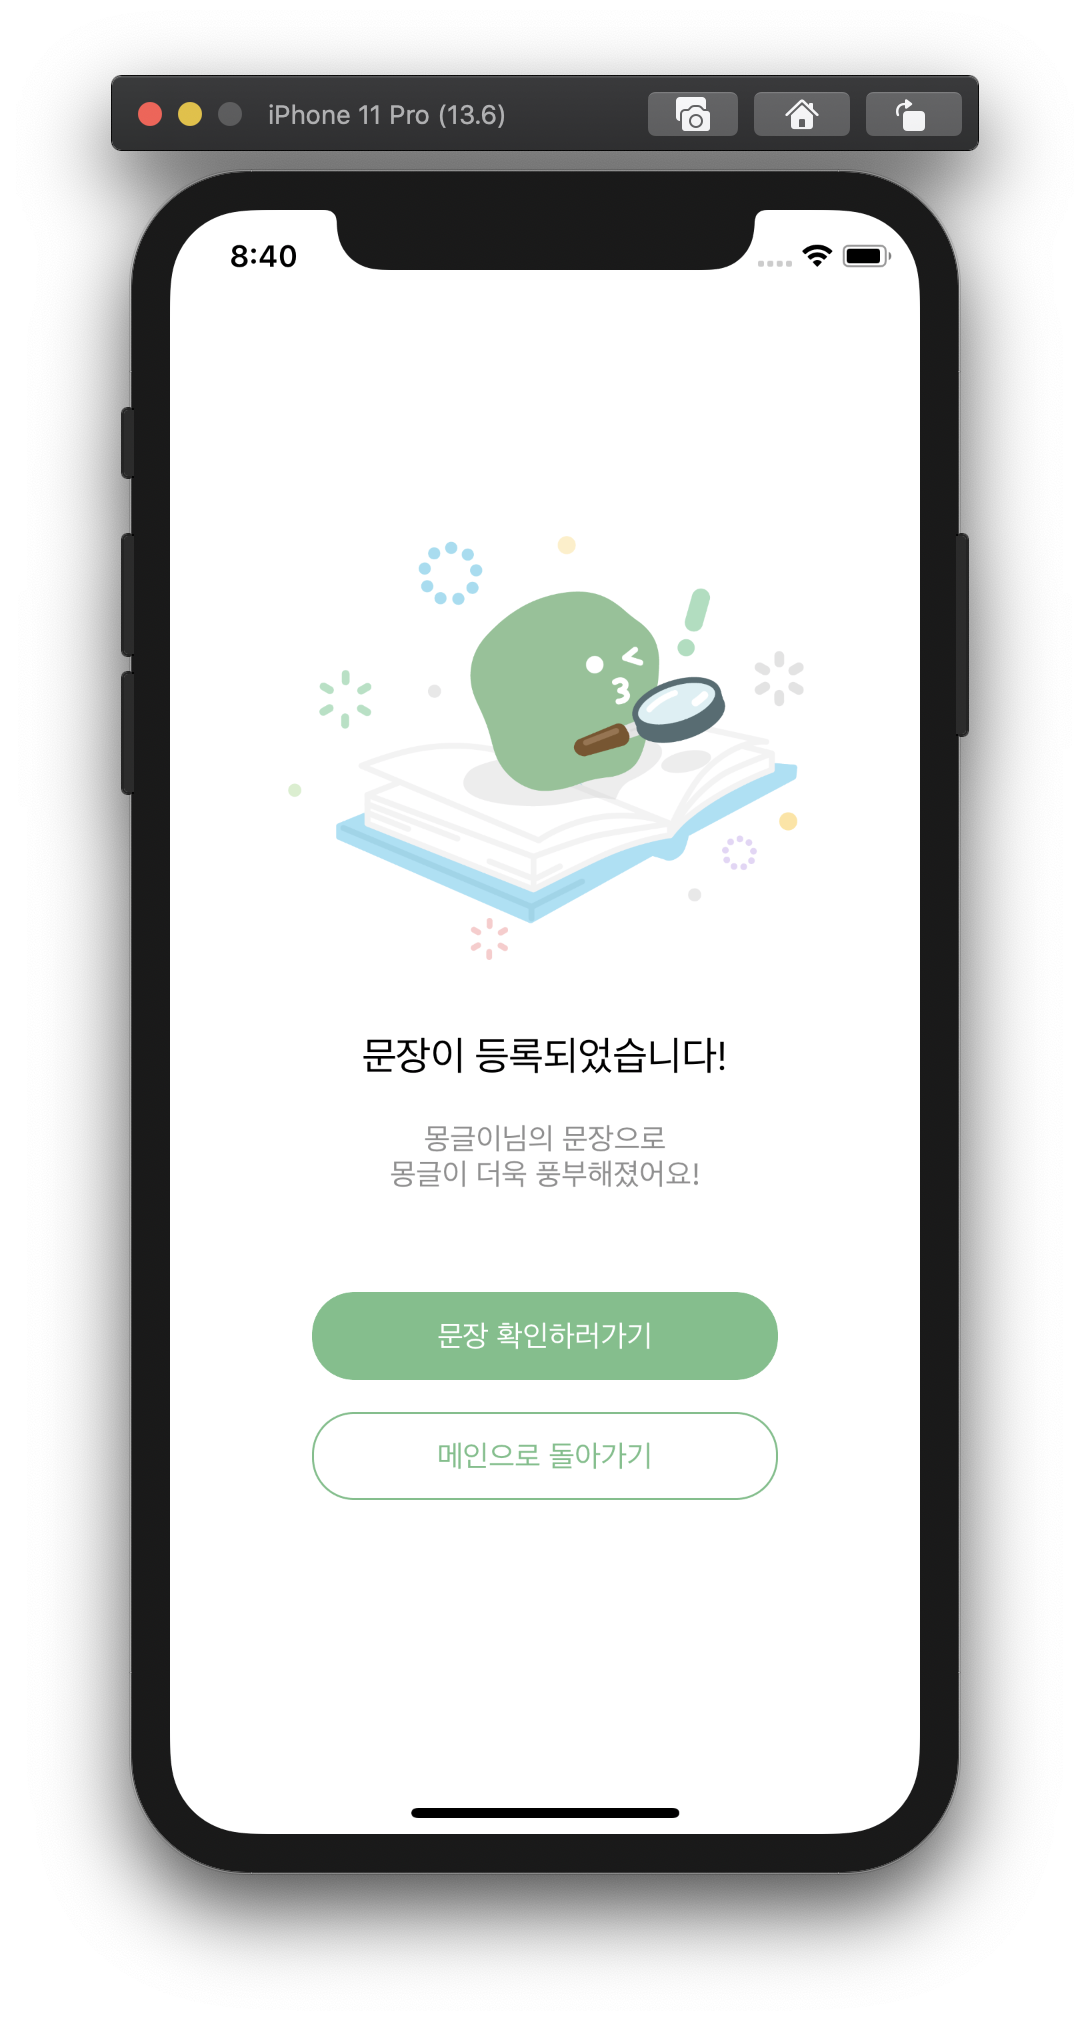 iPhone 11 Pro (13.6)
8:40
문장이 등록되었습니다!
몽글이님의 문장으로
몽글이 더욱 풍부해졌어요!
문장 확인하러가기
메인으로 돌아가기